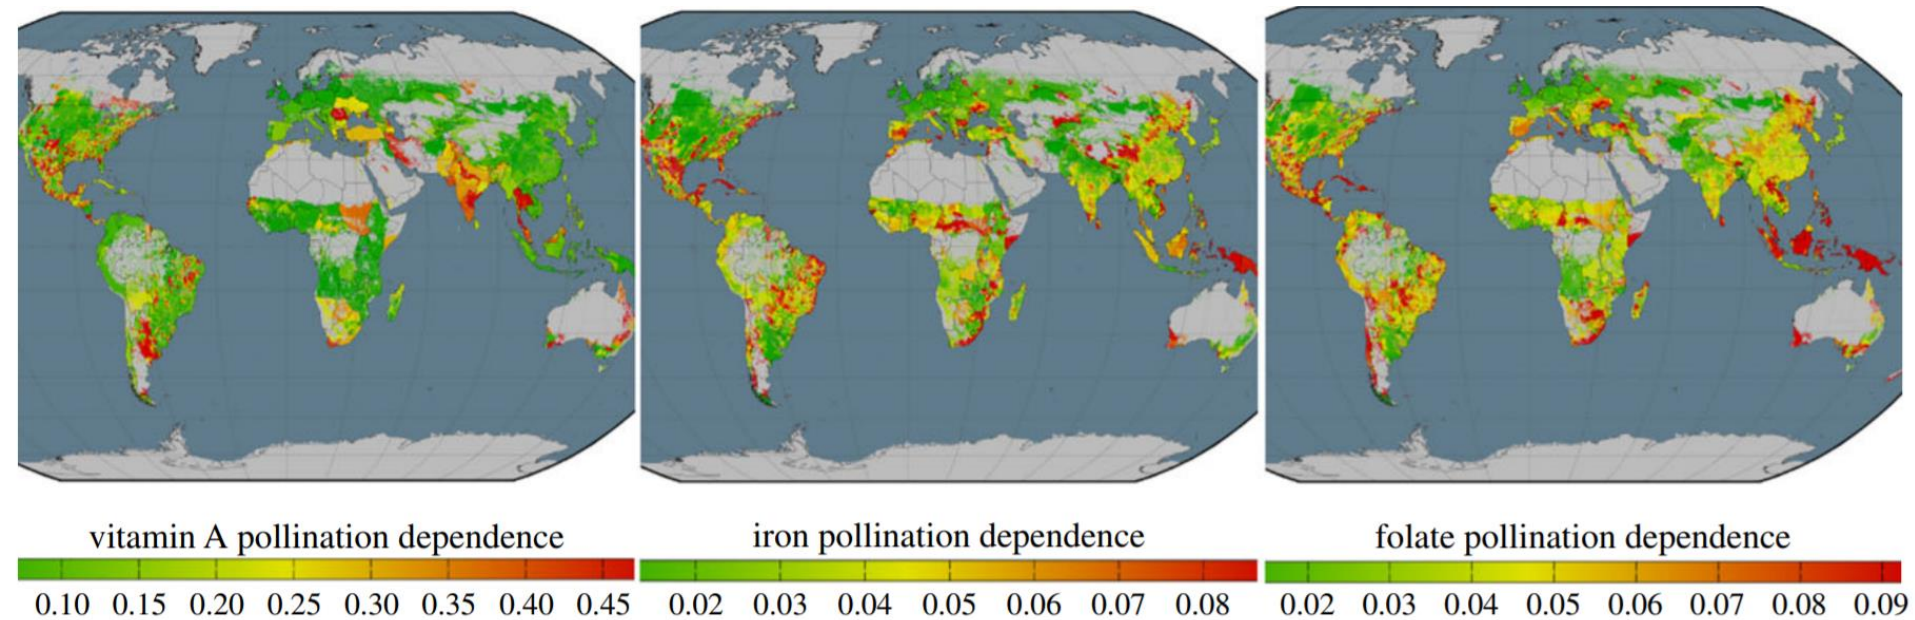 vitamin A pollination dependence
0.10 0.15 0.20 0.25 0.30 0.35 0.40 0.45
iron pollination dependence
0.02 0.03 0.04 0.05 0.06 0.07 0.08
folate pollination dependence
0.02 0.03 0.04 0.05 0.06 0.07 0.08 0.09